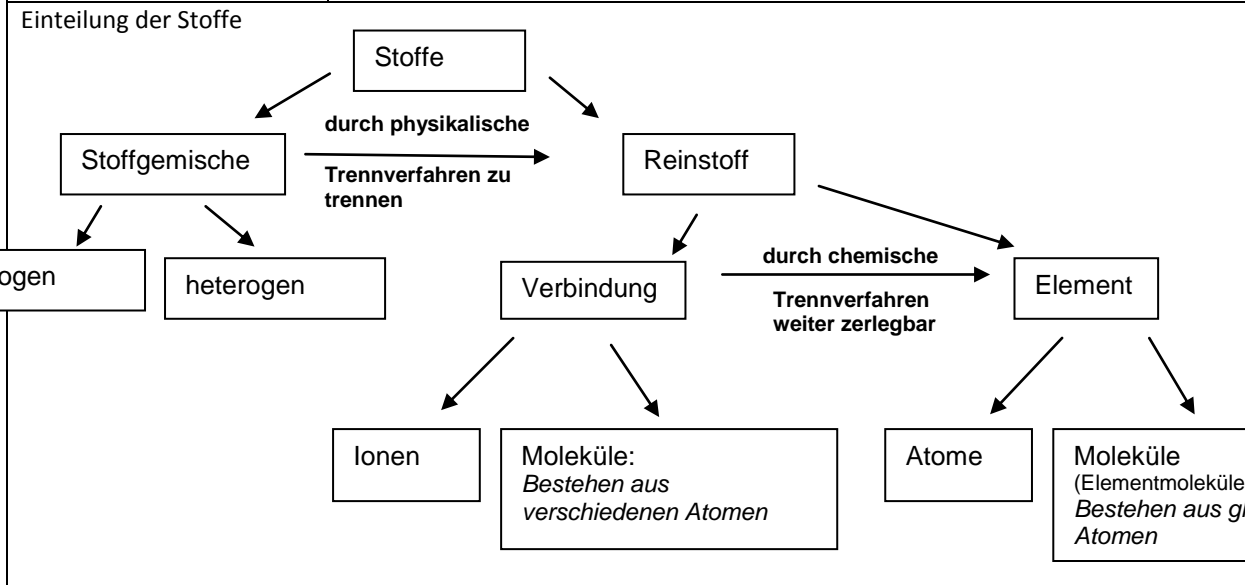 Einteilung der Stoffe
Stoffe
durch physikalische
Stoffgemische
Reinstoff
Trennverfahren zu
trennen
ogen
heterogen
durch chemische
Verbindung
Element
Trennverfahren
weiter zerlegbar
Ionen
Moleküle:
Bestehen aus
verschiedenen Atomen
Atome
Moleküle
(Elementmoleküle
Bestehen aus
Atomen